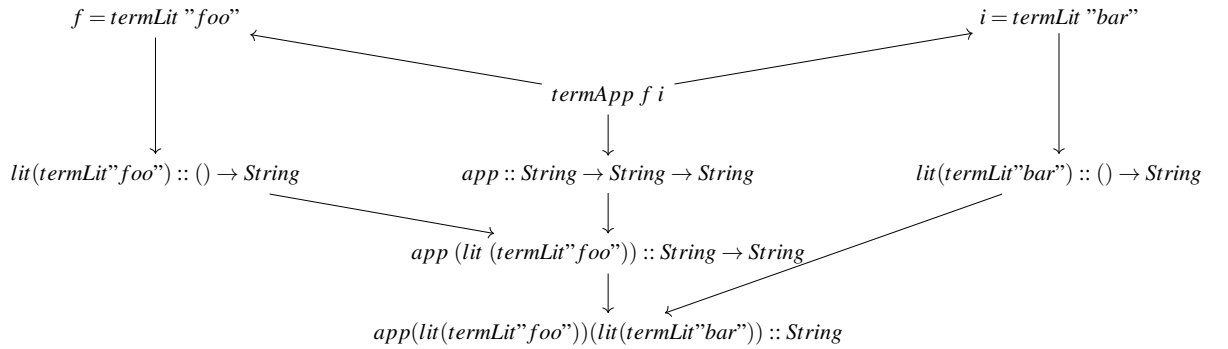 f = termLit ”foo”
i = termLit ”bar”
termApp f i
lit(termLit”foo”) :: () → String
app :: String → String → String
lit(termLit”bar”) :: () → String
app (lit (termLit”foo”)) :: String → String
app(lit(termLit”foo”))(lit(termLit”bar”)) :: String